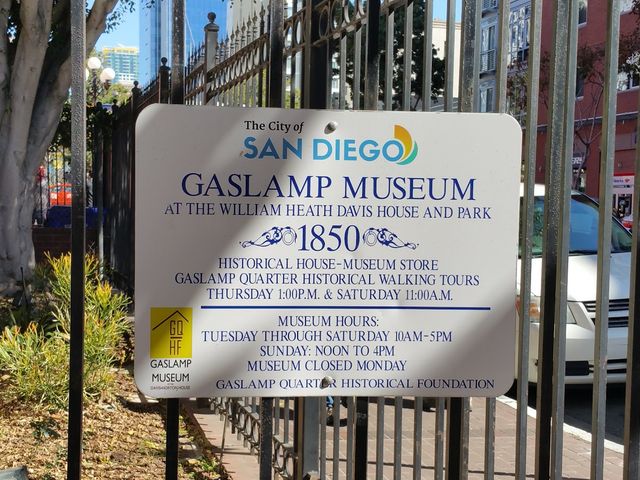 The City of
SAN DIEGO
GASLAMP MUSEUM
AT THE WILLIAM HEATH DAVIS HOUSE AND PARK
1850
HISTORICAL HOUSE-MUSEUM STORE
GASLAMP QUARTER HISTORICAL WALKING TOURS
THURSDAY 1:00P.M. & SATURDAY 11:00A.M.
MUSEUM HOURS:
TUESDAY THROUGH SATURDAY 10AM-5PM
SUNDAY: NOON TO 4PM
MUSEUM CLOSED MONDAY
GASLAMP QUARTER HISTORICAL FOUNDATION
GQ
HF
GASLAMP
MUSEUM